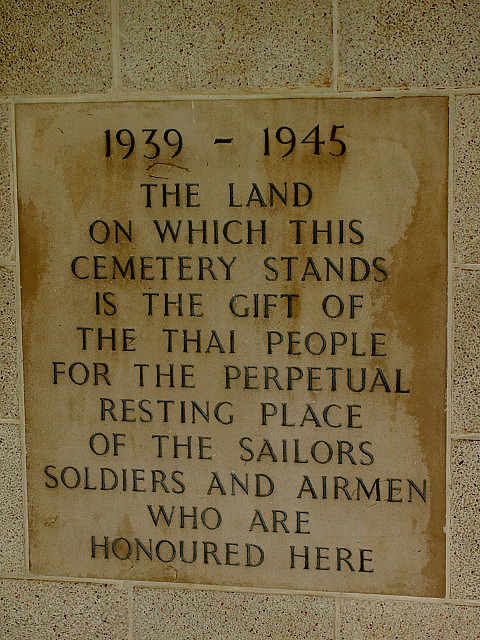 1939 - 1945
THE LAND
ON WHICH THIS
CEMETERY STANDS
IS THE GIFT OF
THE THAI PEOPLE
FOR THE PERPETUAL
RESTING PLACE
OF THE SAILORS
SOLDIERS AND AIRMEN
WHO ARE
HONOURED HERE